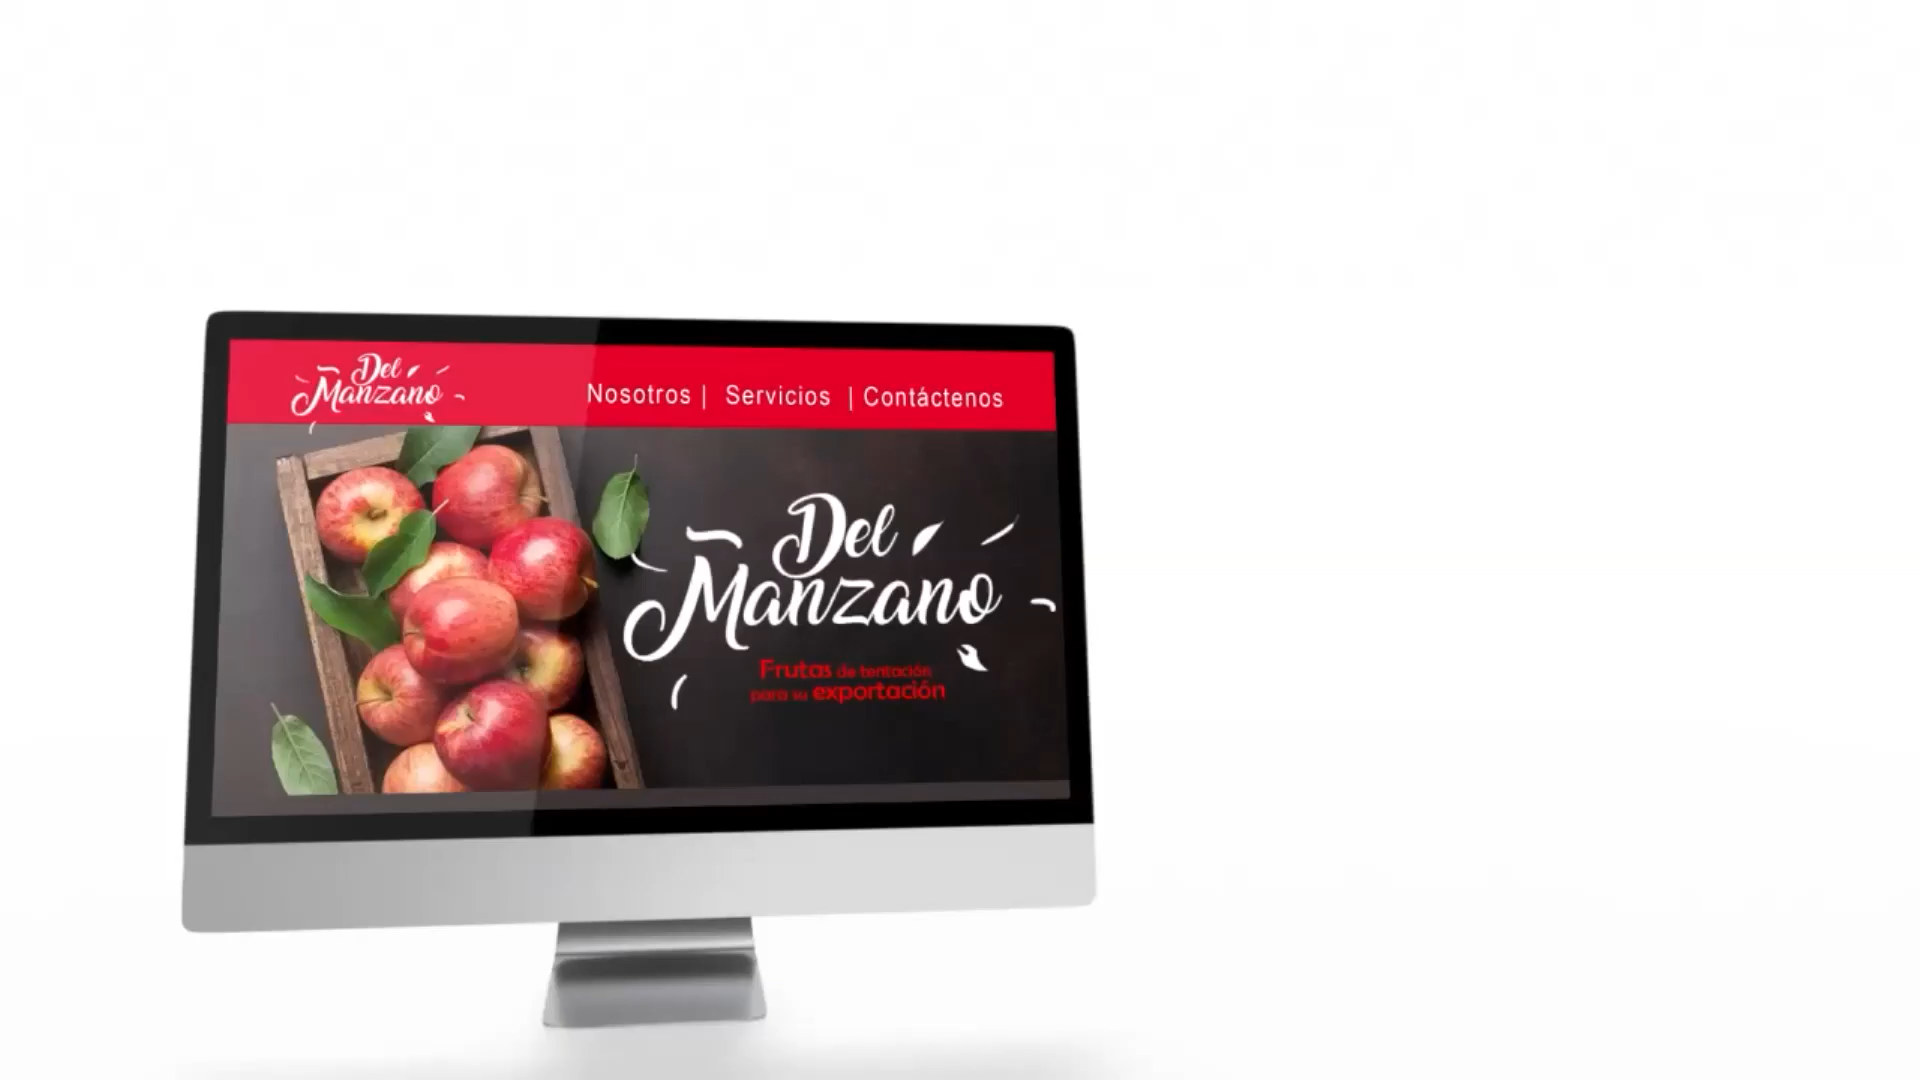 Del
Manzano
Nosotros | Servicios | Contáctenos
Del
Manzano
Frutas de tentación
para su exportación